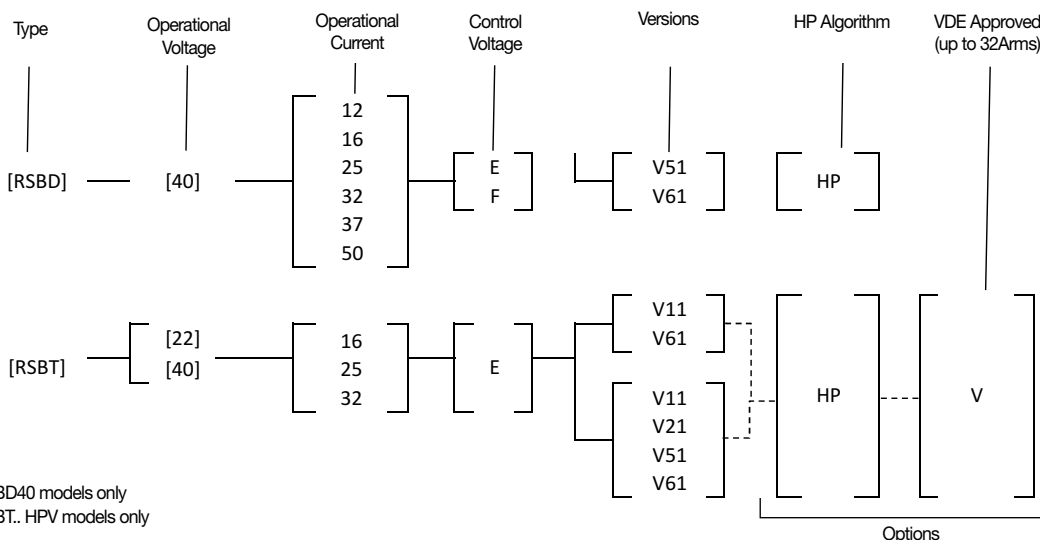 Type
Operational
Voltage
Operational
Current
Control
Voltage
Versions
HP Algorithm
VDE Approved
(up to 32Arms)
[RSBD]
[40]
12
16
25
32
37
50
E
F
V51
V61
HP
[RSBT]
[22]
[40]
16
25
32
E
V11
V61
V11
V21
V51
V61
HP
V
BD40 models only
BT.. HPV models only
Options